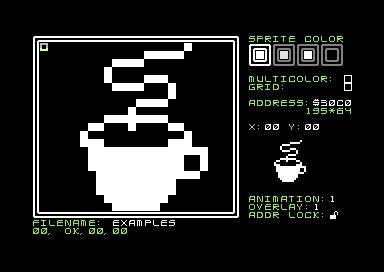 SPRITE COLOR
MULTICOLOR:
GRID:
ADDRESS: $30C0
195*64
X: 00 Y: 00
ANIMATION: 1
OVERLAY: 1
ADDR LOCK:
FILENAME: EXAMPLES
00, OK,00,00